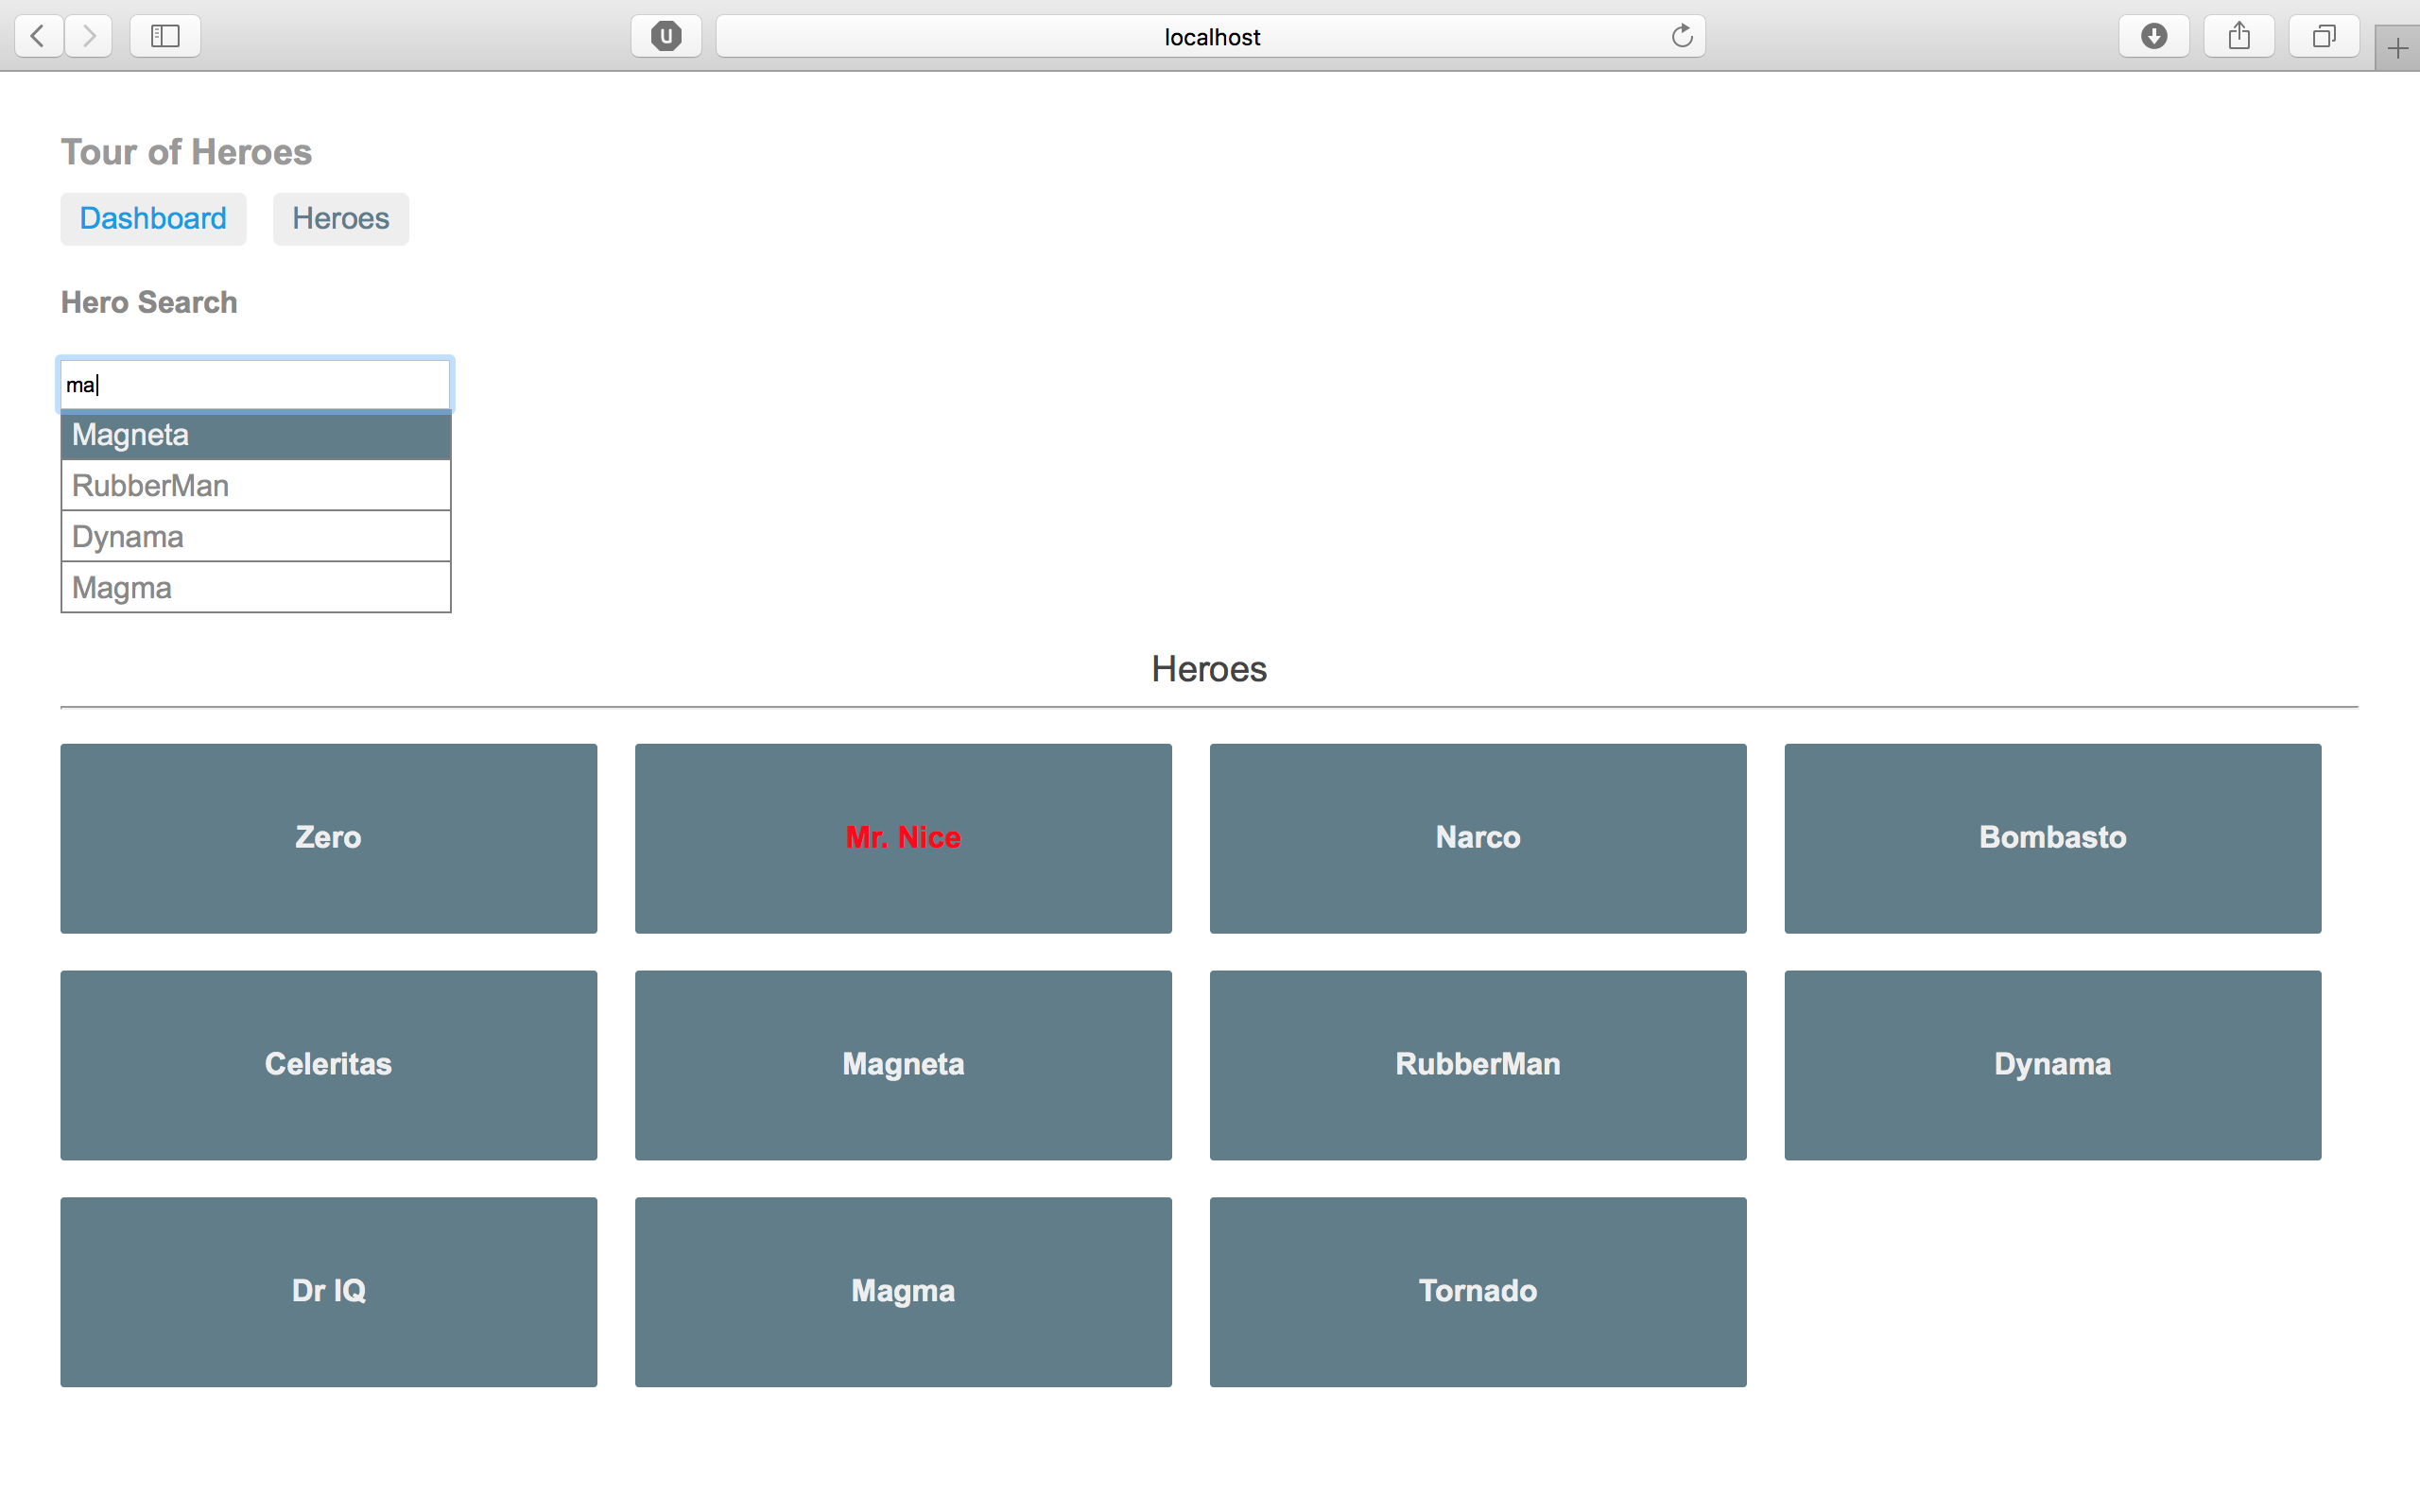 U localhost
Tour of Heroes
Dashboard Heroes
Hero Search
ma
Magneta
RubberMan
Dynama
Magma
Heroes
Zero Mr. Nice Narco Bombasto
Celeritas Magneta RubberMan Dynama
Dr IQ Magma Tornado